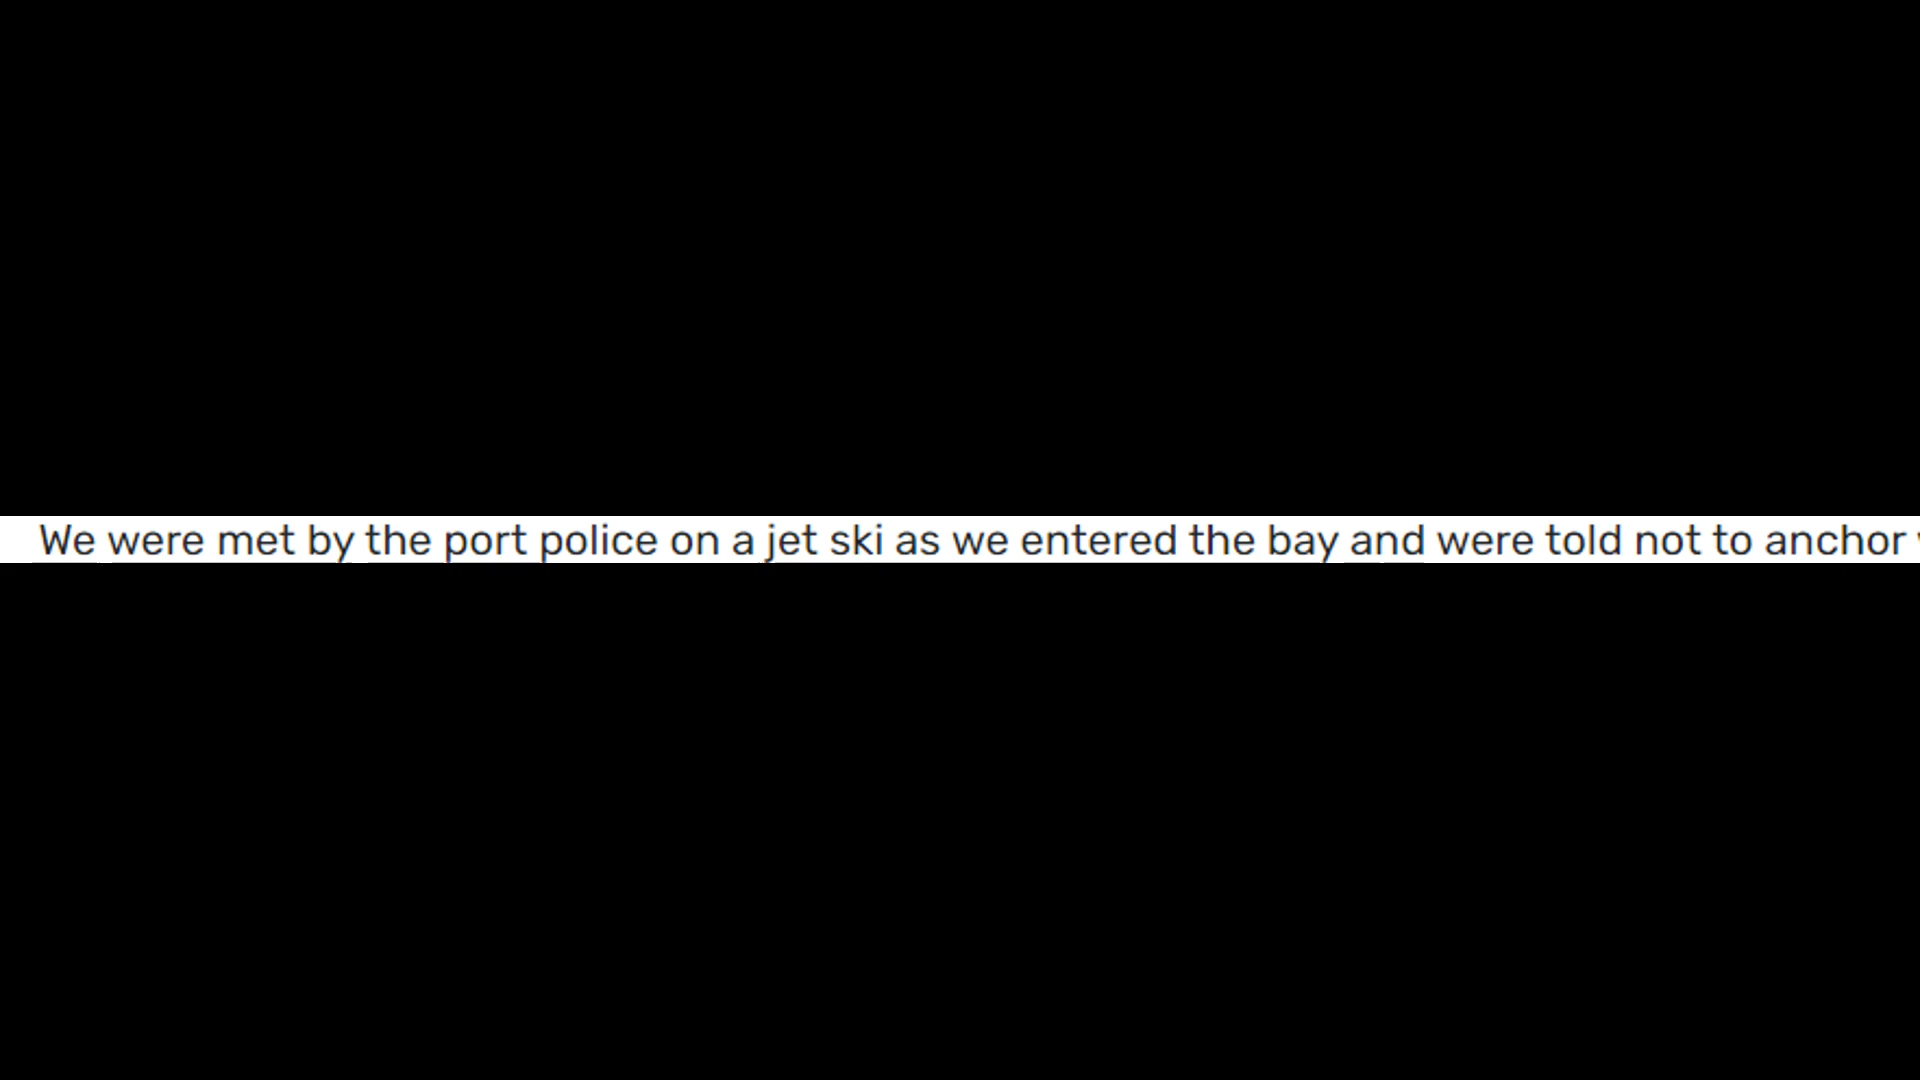 We were met by the port police on a jet ski as we entered the bay and were told not to anchor